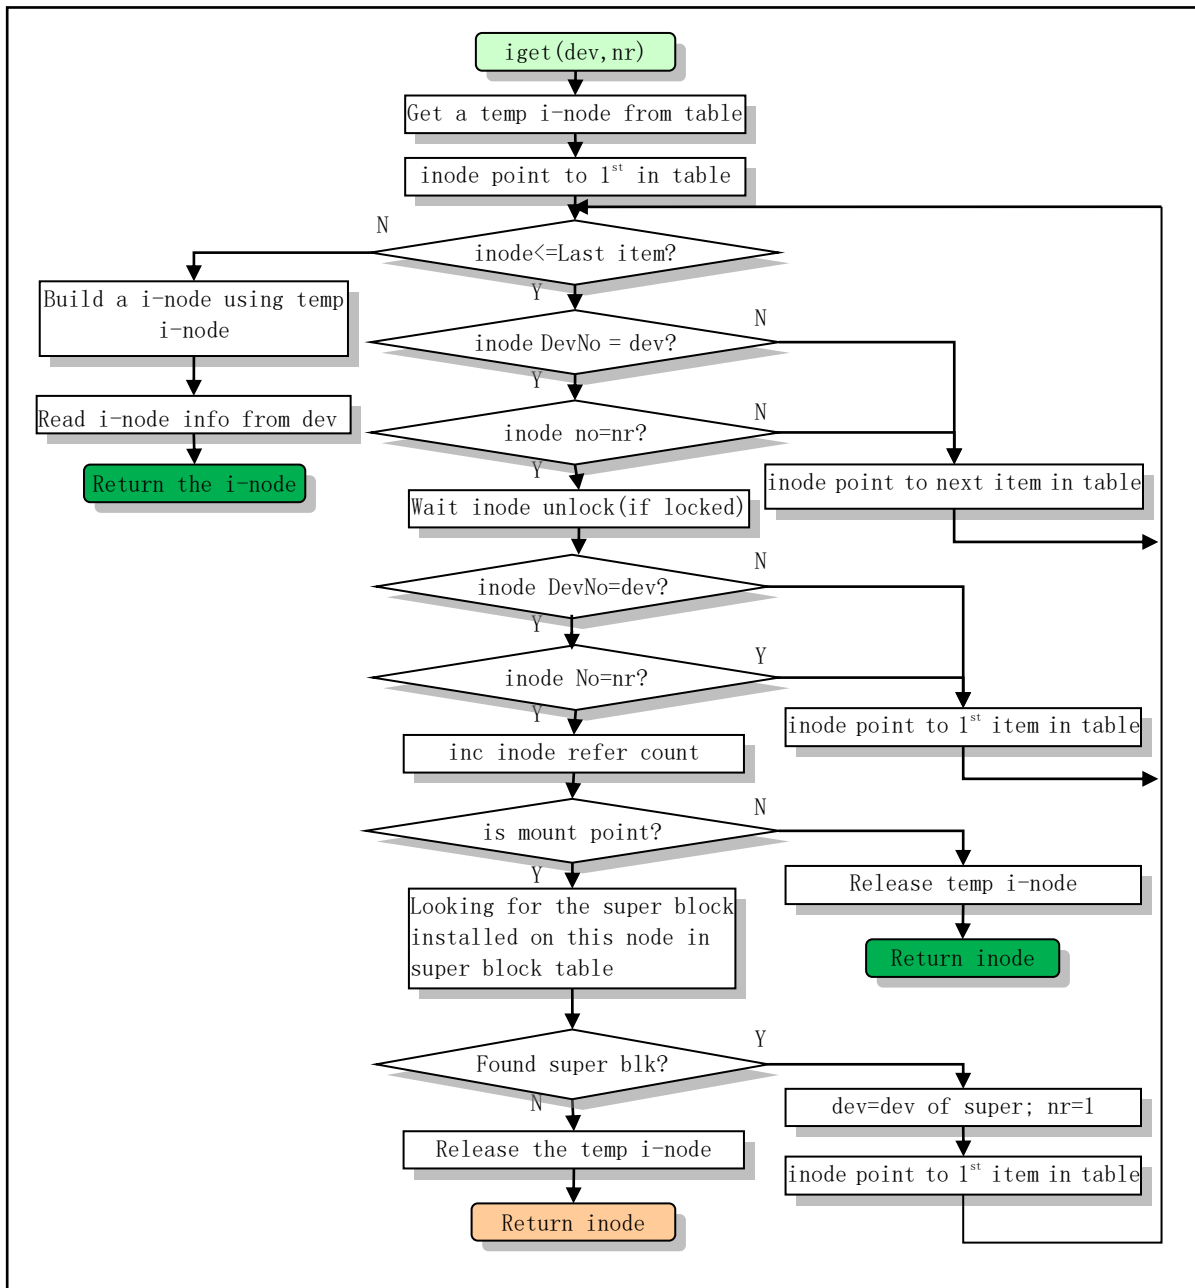 iget(dev,nr)
Get a temp i-node from table
inode point to 1st in table
N
inode<=Last item?
Y
Build a i-node using temp
i-node
N
inode DevNo = dev?
Y
Read i-node info from dev
N
inode no=nr?
Y
Return the i-node
inode point to next item in table
Wait inode unlock(if locked)
N
inode DevNo=dev?
Y
Y
inode No=nr?
Y
inode point to 1st item in table
inc inode refer count
N
is mount point?
Y
Release temp i-node
Looking for the super block
installed on this node in
super block table
Return inode
Y
Found super blk?
N
dev=dev of super; nr=1
Release the temp i-node
inode point to 1st item in table
Return inode